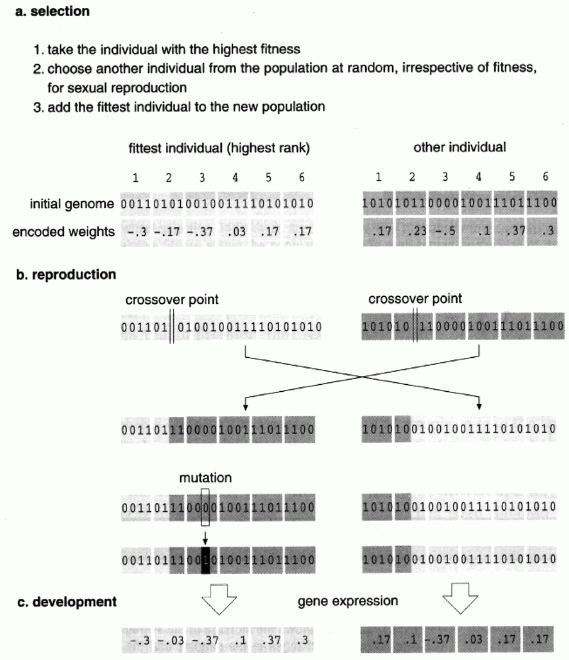 a. selection
1. take the individual with the highest fitness
2. choose another individual from the population at random, irrespective of fitness,
for sexual reproduction
3. add the fittest individual to the new population
fittest individual (highest rank) other individual
1 2 3 4 5 6 1 2 3 4 5 6
initial genome 001101010010011110101010 101010110000100111011100
encoded weights -.3 -.17 -.37 .03 .17 .17 .17 .23 -.5 .1 .37 .3
b. reproduction
crossover point crossover point
001101 010010011110101010 101010 110000100111011100
001101110000100111011100 101010010010011110101010
mutation
001101110000100111011100 101010010010011110101010
001101110010100111011100 101010010010011110101010
c. development gene expression
-.3 -.03 -.37 .1 .37 .3 .17 .1 -.37 .03 .17 .17